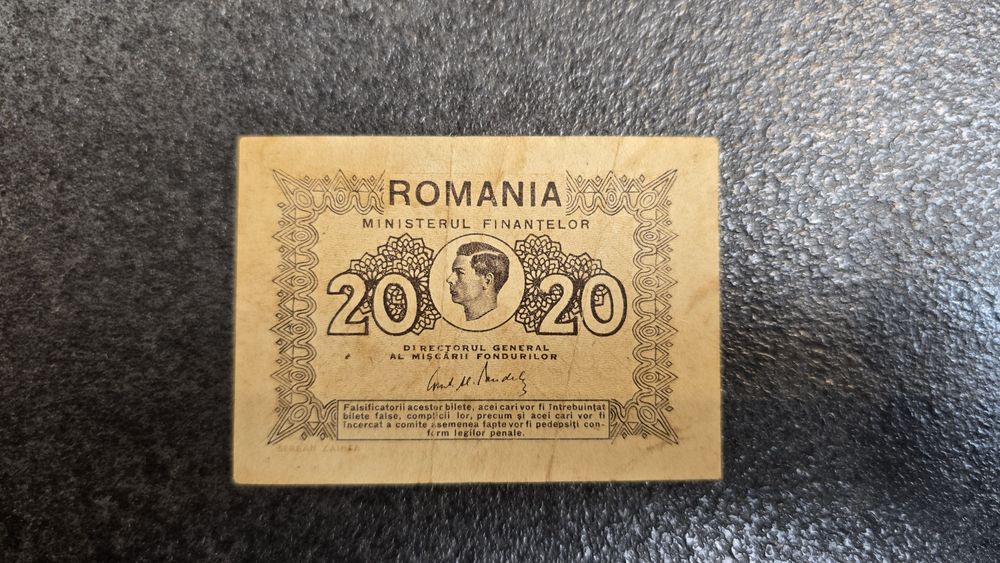 ROMANIA
MINISTERUL FINANȚELOR
20 20
DIRECTORUL GENERAL
AL MIȘCĂRII FONDURILOR
Falsificatorii acestor bilete, acei cari vor fi întrebuințat
bilete false, complicii lor, precum și acei cari vor fi
încercat a comite asemenea fapte vor fi pedepsiți con-
form legilor penale.
SERBAN ZAINEA